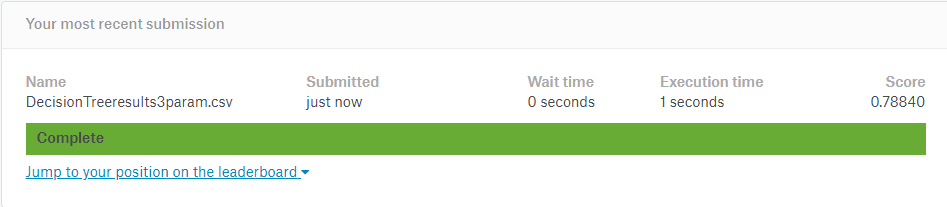 Your most recent submission
Name Submitted Wait time Execution time Score
DecisionTreeresults3param.csv just now 0 seconds 1 seconds 0.78840
Complete
Jump to your position on the leaderboard